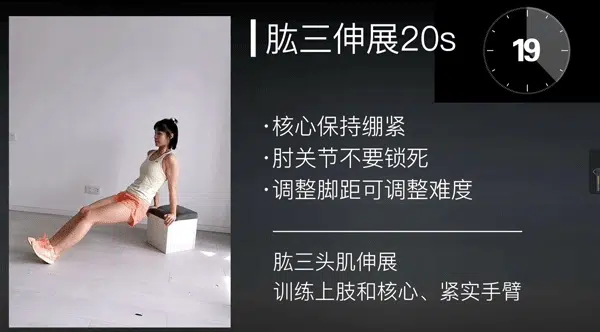 肱三伸展20s
19
·核心保持绷紧
·肘关节不要锁死
·调整脚距可调整难度
肱三头肌伸展
训练上肢和核心、紧实手臂